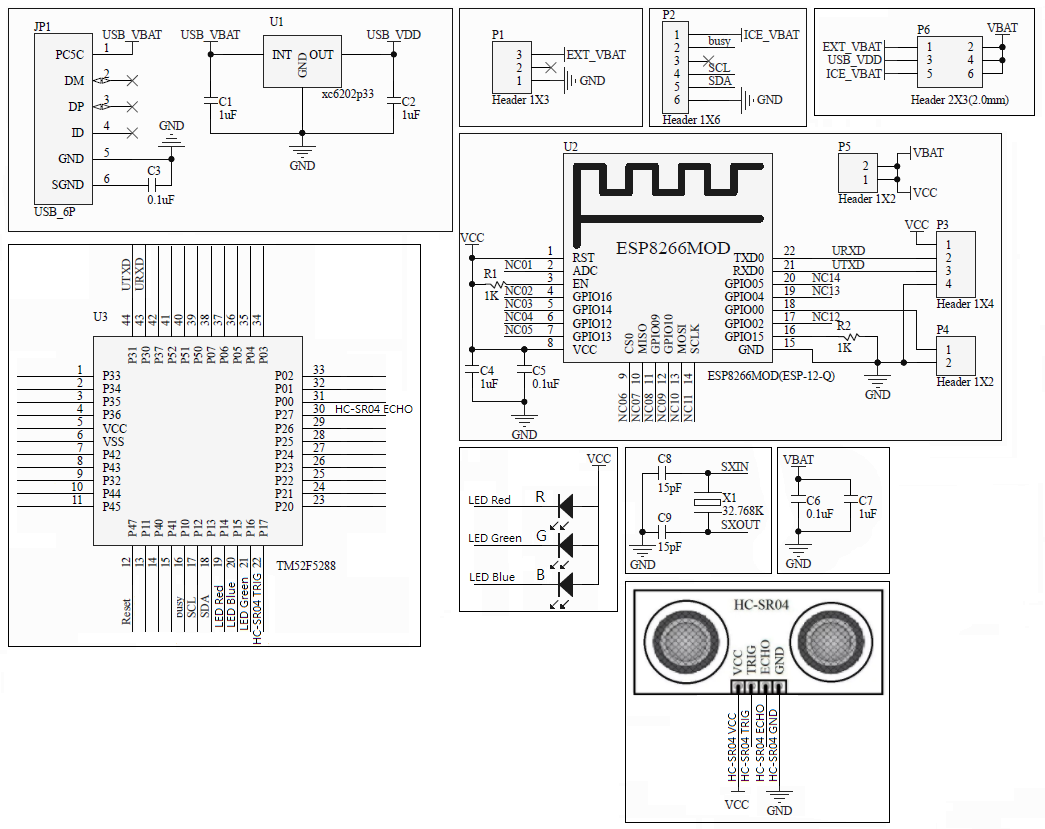 JP1
USB_VBAT
PC5C 1
DM 2
DP 3
ID 4
GND
GND 5
SGND 6
C3
0.1uF
USB_6P
U1
USB_VBAT
USB_VDD
INT OUT
GND
xc6202p33
C1
1uF
C2
1uF
GND
P1
3 EXT_VBAT
2
1 GND
Header 1X3
P2
1 ICE_VBAT
2 busy
3
4 SCL
5 SDA
6 GND
Header 1X6
P6
VBAT
EXT_VBAT 1 2
USB_VDD 3 4
ICE_VBAT 5 6
Header 2X3(2.0mm)
U2
ESP8266MOD
VCC
R1
1K
1 RST
NC01 2 ADC
3 EN
NC02 4 GPIO16
NC03 5 GPIO14
NC04 6 GPIO12
NC05 7 GPIO13
8 VCC
TXD0 22 URXD
RXD0 21 UTXD
GPIO05 20 NC14
GPIO04 19 NC13
GPIO00 18
GPIO02 17 NC12
GPIO15 16
GND 15
R2
1K
CS0
MISO
GPIO09
GPIO10
MOSI
SCLK
9
10
11
12
13
14
NC06
NC07
NC08
NC09
NC10
NC11
ESP8266MOD(ESP-12-Q)
C4
1uF
C5
0.1uF
GND
GND
P5
2 VBAT
1 VCC
Header 1X2
VCC P3
1
2
3
4
Header 1X4
P4
1
2
Header 1X2
U3
UTXD
URXD
44
43
42
41
40
39
38
37
36
35
34
P31
P30
P37
P52
P51
P50
P07
P06
P05
P04
P03
1 P33
2 P34
3 P35
4 P36
5 VCC
6 VSS
7 P42
8 P43
9 P32
10 P44
11 P45
P02 33
P01 32
P00 31
P27 30 HC-SR04 ECHO
P26 29
P25 28
P24 27
P23 26
P22 25
P21 24
P20 23
P47
P11
P40
P41
P10
P12
P13
P14
P15
P16
P17
12
13
14
15
16
17
18
19
20
21
22
Reset
busy
SCL
SDA
LED Red
LED Blue
LED Green
HC-SR04 TRIG
TM52F5288
VCC
LED Red R
LED Green G
LED Blue B
C8
15pF
C9
15pF
SXIN
X1
32.768K
SXOUT
GND
VBAT
C6
0.1uF
C7
1uF
GND
HC-SR04
VCC
TRIG
ECHO
GND
HC-SR04 VCC
HC-SR04 TRIG
HC-SR04 ECHO
HC-SR04 GND
VCC
GND